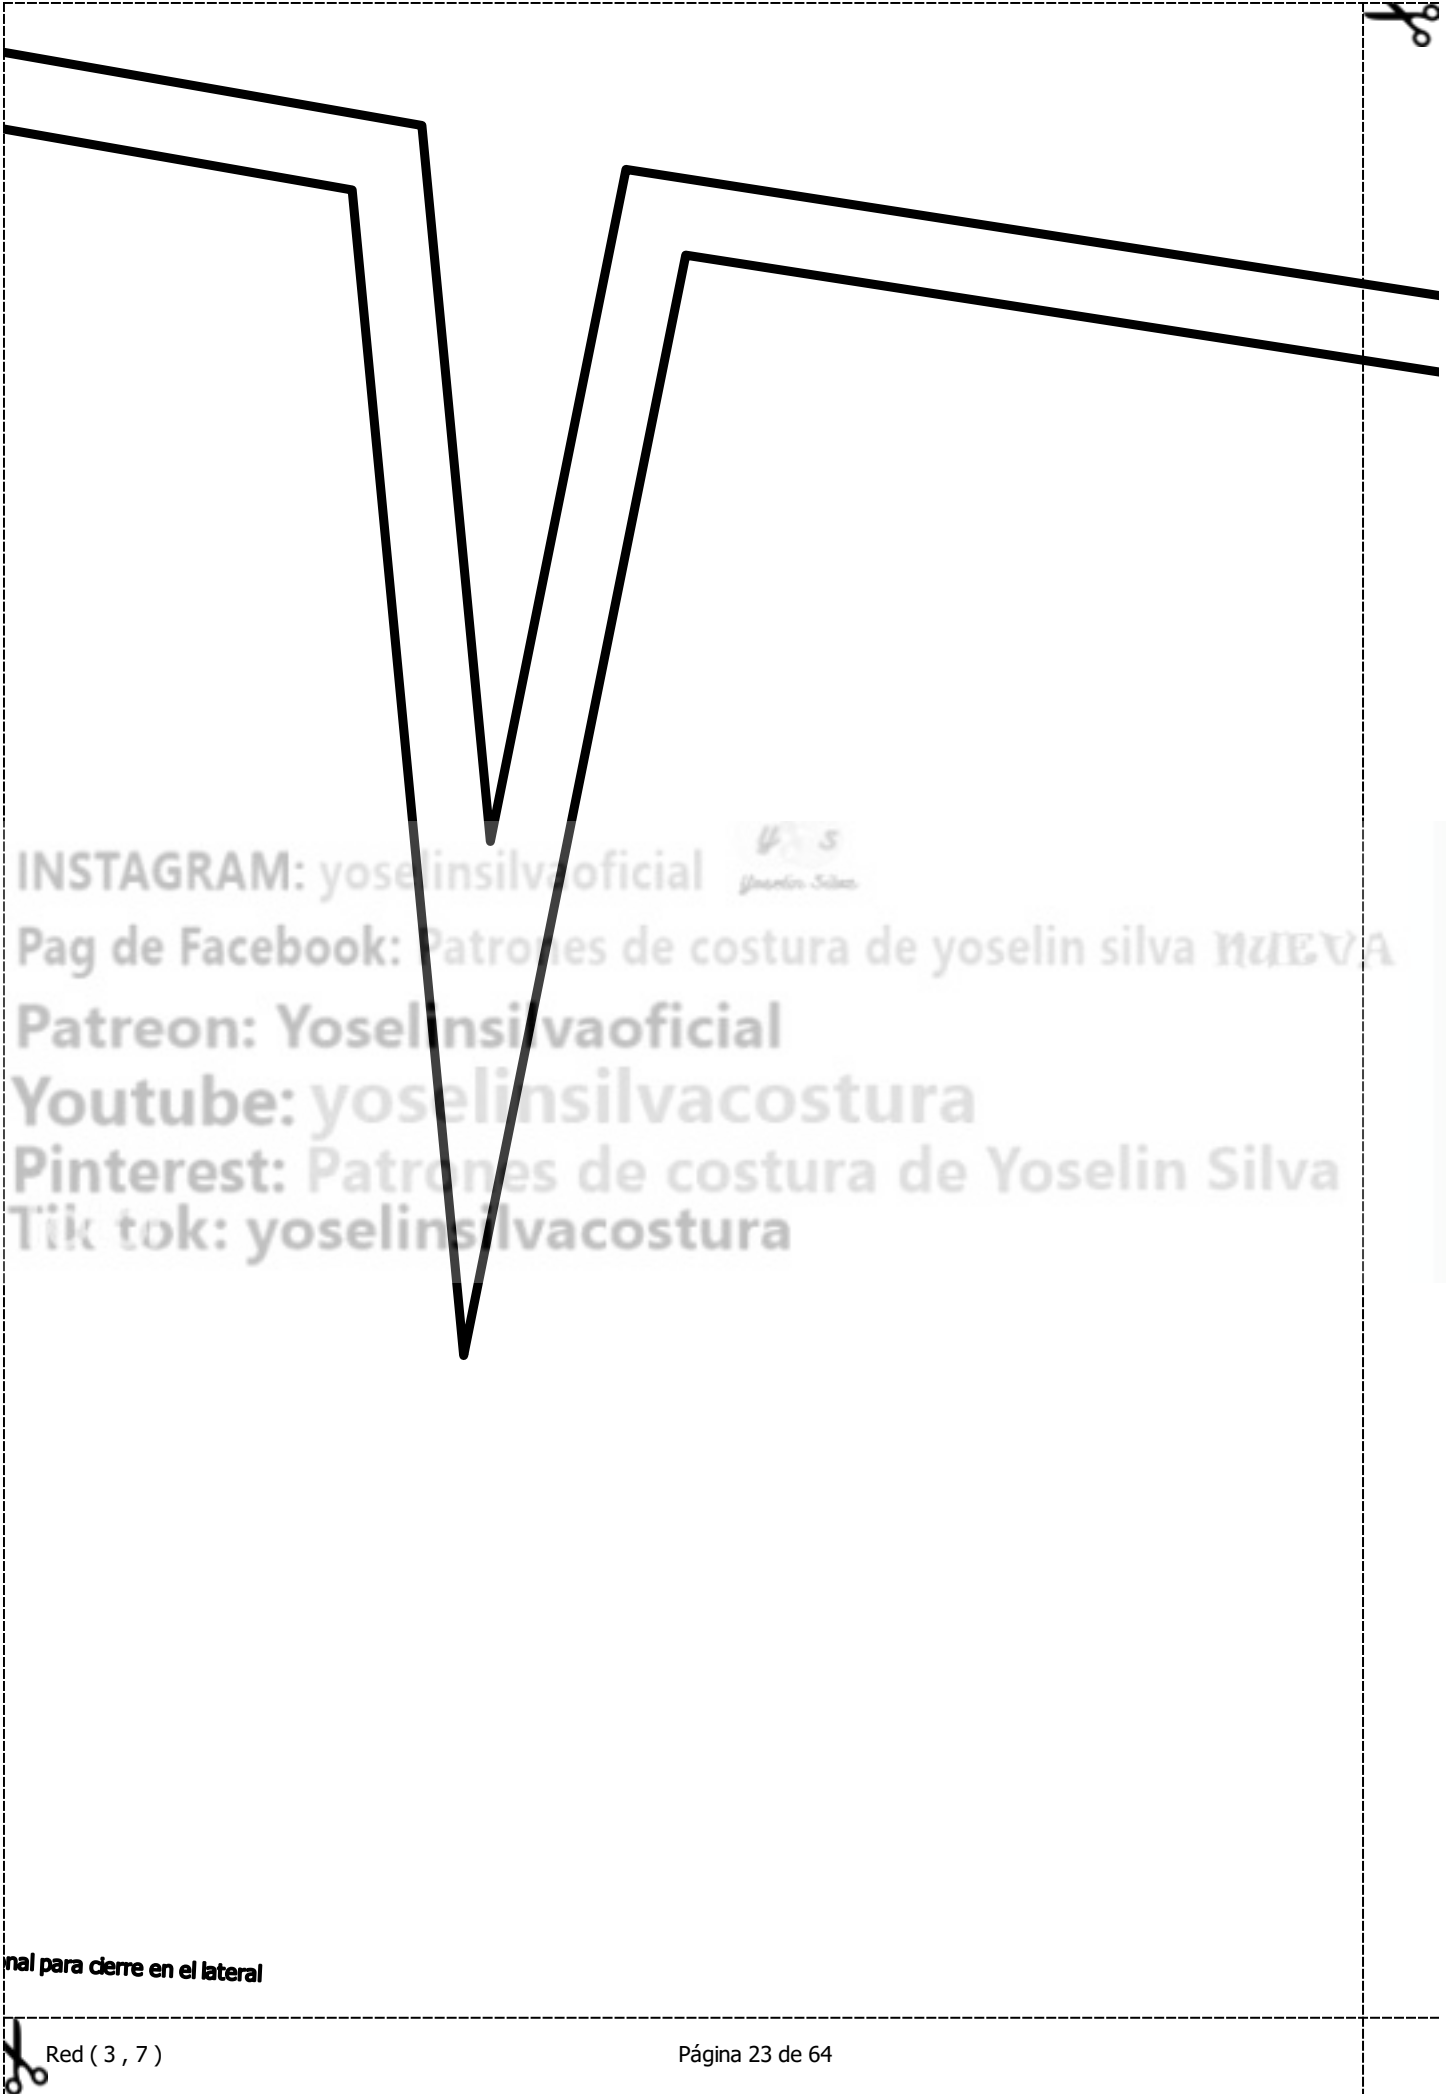 INSTAGRAM: yoselinsilvaoficial y s
Yoselin Silva
Pag de Facebook: Patrones de costura de yoselin silva nuEVA
Patreon: Yoselinsilvaoficial
Youtube: yoselinsilvacostura
Pinterest: Patrones de costura de Yoselin Silva
Tik tok: yoselinsilvacostura
nal para cierre en el lateral
Red ( 3 , 7 )
Página 23 de 64